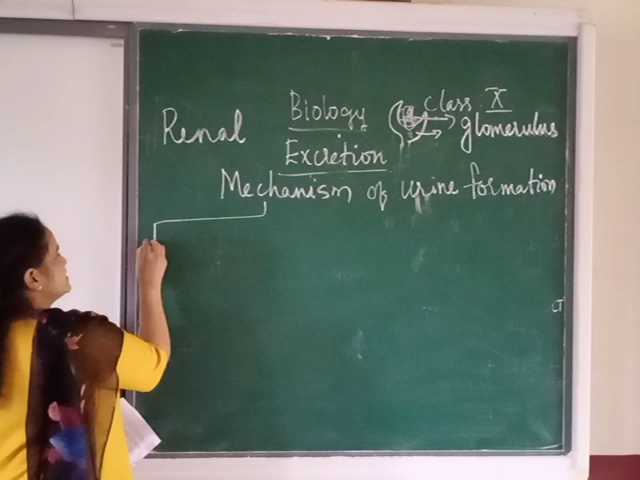 Biology
class X
Renal
glomerulus
Excretion
Mechanism of urine formation